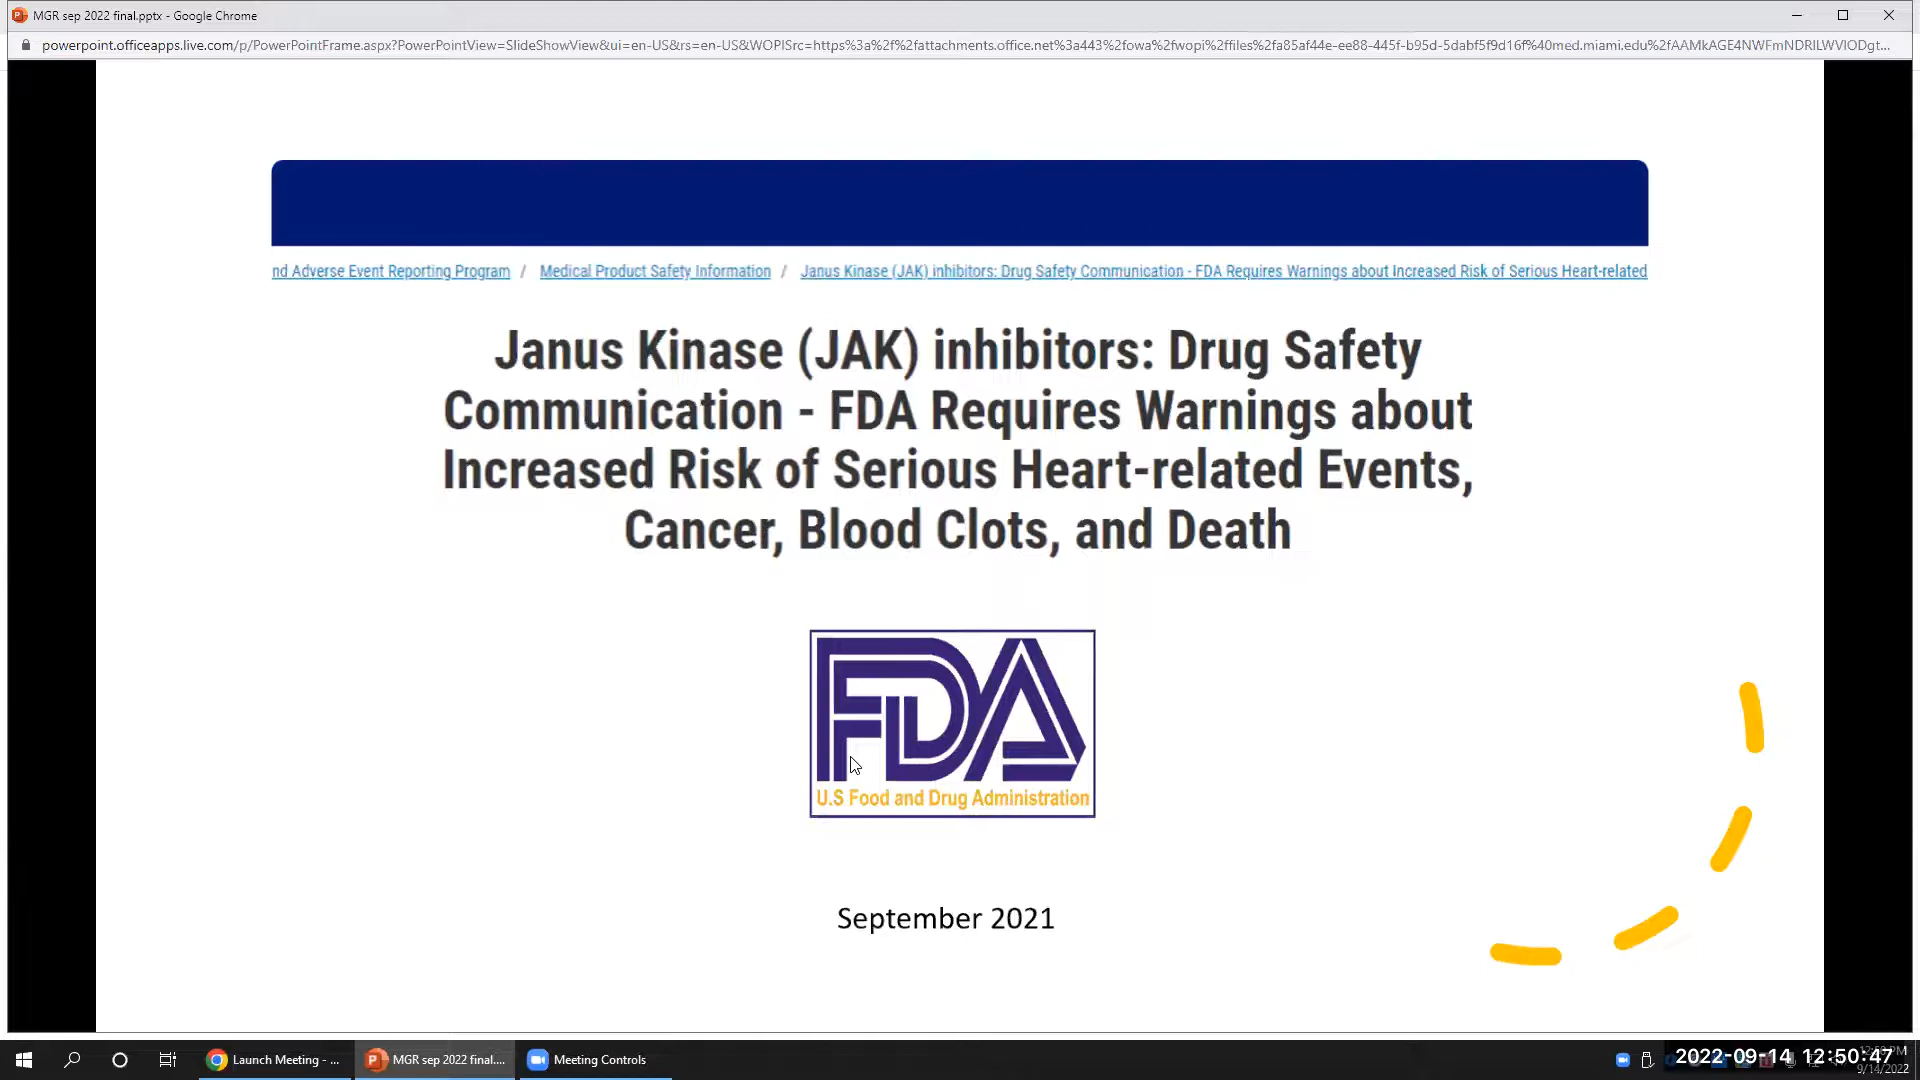 MGR sep 2022 final.pptx - Google Chrome
powerpoint.officeapps.live.com/p/PowerPointFrame.aspx?PowerPointView=SlideShowView&ui=en-US&rs=en-US&WOPISrc=https%3a%2f%2fattachments.office.net%3a443%2fowa%2fwopi%2ffiles%2fa85af44e-ee88-445f-b95d-5dabf5f9d16f%40med.miami.edu%2fAAMkAGE4NWFmNDRlLWVlODgt...
nd Adverse Event Reporting Program / Medical Product Safety Information / Janus Kinase (JAK) inhibitors: Drug Safety Communication - FDA Requires Warnings about Increased Risk of Serious Heart-related
Janus Kinase (JAK) inhibitors: Drug Safety
Communication - FDA Requires Warnings about
Increased Risk of Serious Heart-related Events,
Cancer, Blood Clots, and Death
FDA
U.S Food and Drug Administration
September 2021
Launch Meeting - ...
MGR sep 2022 final....
Meeting Controls
2022-09-14 12:50:47
9/14/2022